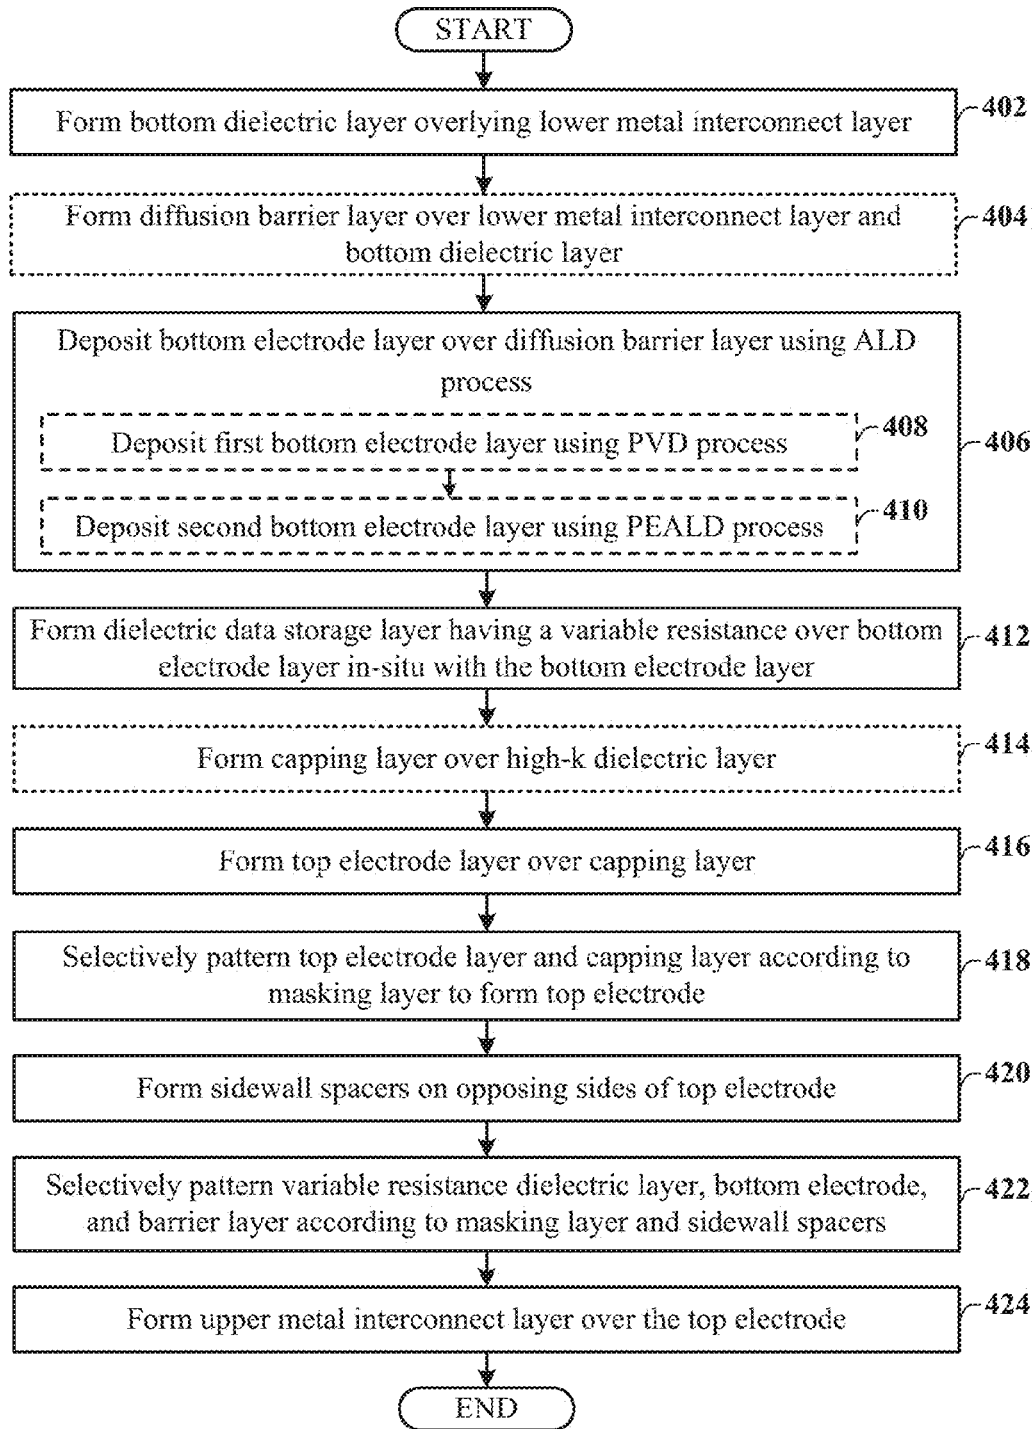 START
Form bottom dielectric layer overlying lower metal interconnect layer
402
Form diffusion barrier layer over lower metal interconnect layer and
bottom dielectric layer
404
Deposit bottom electrode layer over diffusion barrier layer using ALD
process
406
Deposit first bottom electrode layer using PVD process
408
Deposit second bottom electrode layer using PEALD process
410
Form dielectric data storage layer having a variable resistance over bottom
electrode layer in-situ with the bottom electrode layer
412
Form capping layer over high-k dielectric layer
414
Form top electrode layer over capping layer
416
Selectively pattern top electrode layer and capping layer according to
masking layer to form top electrode
418
Form sidewall spacers on opposing sides of top electrode
420
Selectively pattern variable resistance dielectric layer, bottom electrode,
and barrier layer according to masking layer and sidewall spacers
422
Form upper metal interconnect layer over the top electrode
424
END